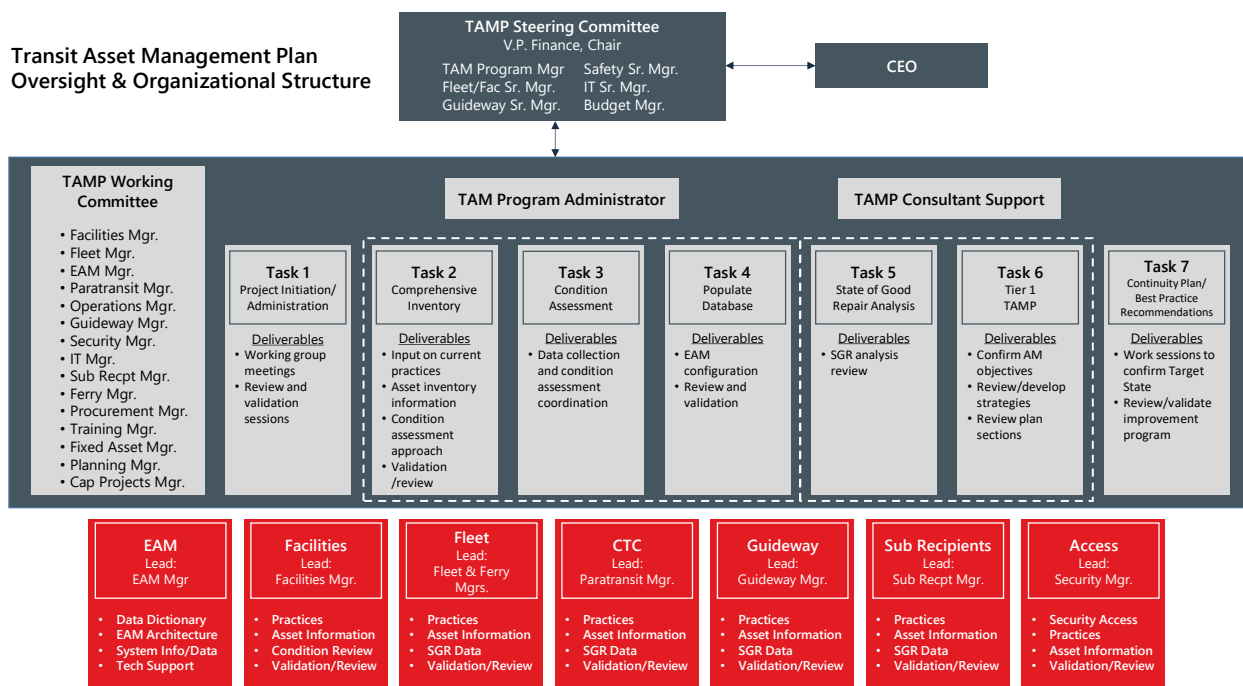 Transit Asset Management Plan
Oversight & Organizational Structure
TAMP Steering Committee
V.P. Finance, Chair
TAM Program Mgr
Fleet/Fac Sr. Mgr.
Guideway Sr. Mgr.
Safety Sr. Mgr.
IT Sr. Mgr.
Budget Mgr.
CEO
TAMP Working
Committee
• Facilities Mgr.
• Fleet Mgr.
• EAM Mgr.
• Paratransit Mgr.
• Operations Mgr.
• Guideway Mgr.
• Security Mgr.
• IT Mgr.
• Sub Recpt Mgr.
• Ferry Mgr.
• Procurement Mgr.
• Training Mgr.
• Fixed Asset Mgr.
• Planning Mgr.
• Cap Projects Mgr.
TAM Program Administrator
TAMP Consultant Support
Task 1
Project Initiation/
Administration
Deliverables
• Working group
meetings
• Review and
validation
sessions
Task 2
Comprehensive
Inventory
Deliverables
• Input on current
practices
• Asset inventory
information
• Condition
assessment
approach
• Validation
/review
Task 3
Condition
Assessment
Deliverables
• Data collection
and condition
assessment
coordination
Task 4
Populate
Database
Deliverables
• EAM
configuration
• Review and
validation
Task 5
State of Good
Repair Analysis
Deliverables
• SGR analysis
review
Task 6
Tier 1
TAMP
Deliverables
• Confirm AM
objectives
• Review/develop
strategies
• Review plan
sections
Task 7
Continuity Plan/
Best Practice
Recommendations
Deliverables
• Work sessions to
confirm Target
State
• Review/validate
improvement
program
EAM
Lead:
EAM Mgr
• Data Dictionary
• EAM Architecture
• System Info/Data
• Tech Support
Facilities
Lead:
Facilities Mgr.
• Practices
• Asset Information
• Condition Review
• Validation/Review
Fleet
Lead:
Fleet & Ferry
Mgrs.
• Practices
• Asset Information
• SGR Data
• Validation/Review
CTC
Lead:
Paratransit Mgr.
• Practices
• Asset Information
• SGR Data
• Validation/Review
Guideway
Lead:
Guideway Mgr.
• Practices
• Asset Information
• SGR Data
• Validation/Review
Sub Recipients
Lead:
Sub Recpt Mgr.
• Practices
• Asset Information
• SGR Data
• Validation/Review
Access
Lead:
Security Mgr.
• Security Access
• Practices
• Asset Information
• Validation/Review